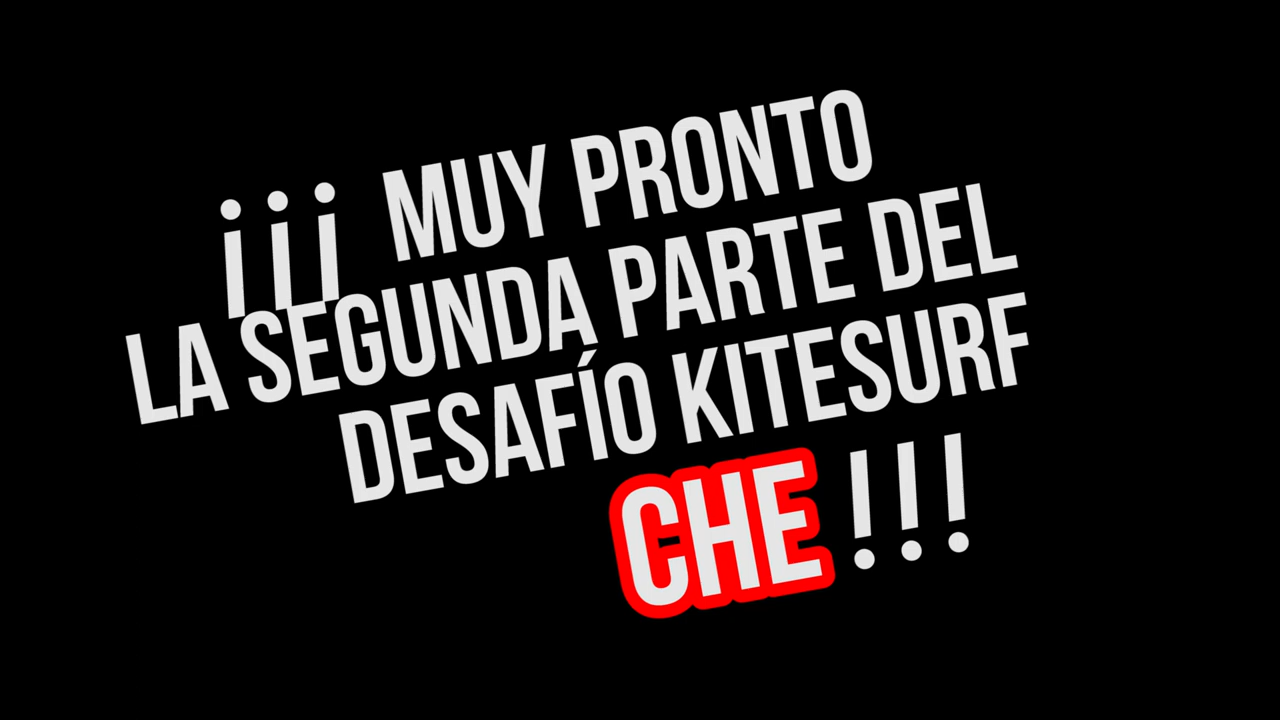 ¡¡¡ MUY PRONTO
LA SEGUNDA PARTE DEL
DESAFÍO KITESURF
CHE !!!